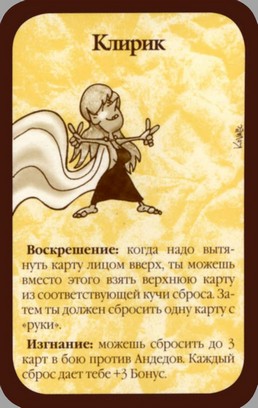 Клирик
Воскрешение: когда надо вытя-
нуть карту лицом вверх, ты можешь
вместо этого взять верхнюю карту
из соответствующей кучи сброса. За-
тем ты должен сбросить одну карту с
«руки».
Изгнание: можешь сбросить до 3
карт в бою против Андедов. Каждый
сброс дает тебе +3 Бонус.